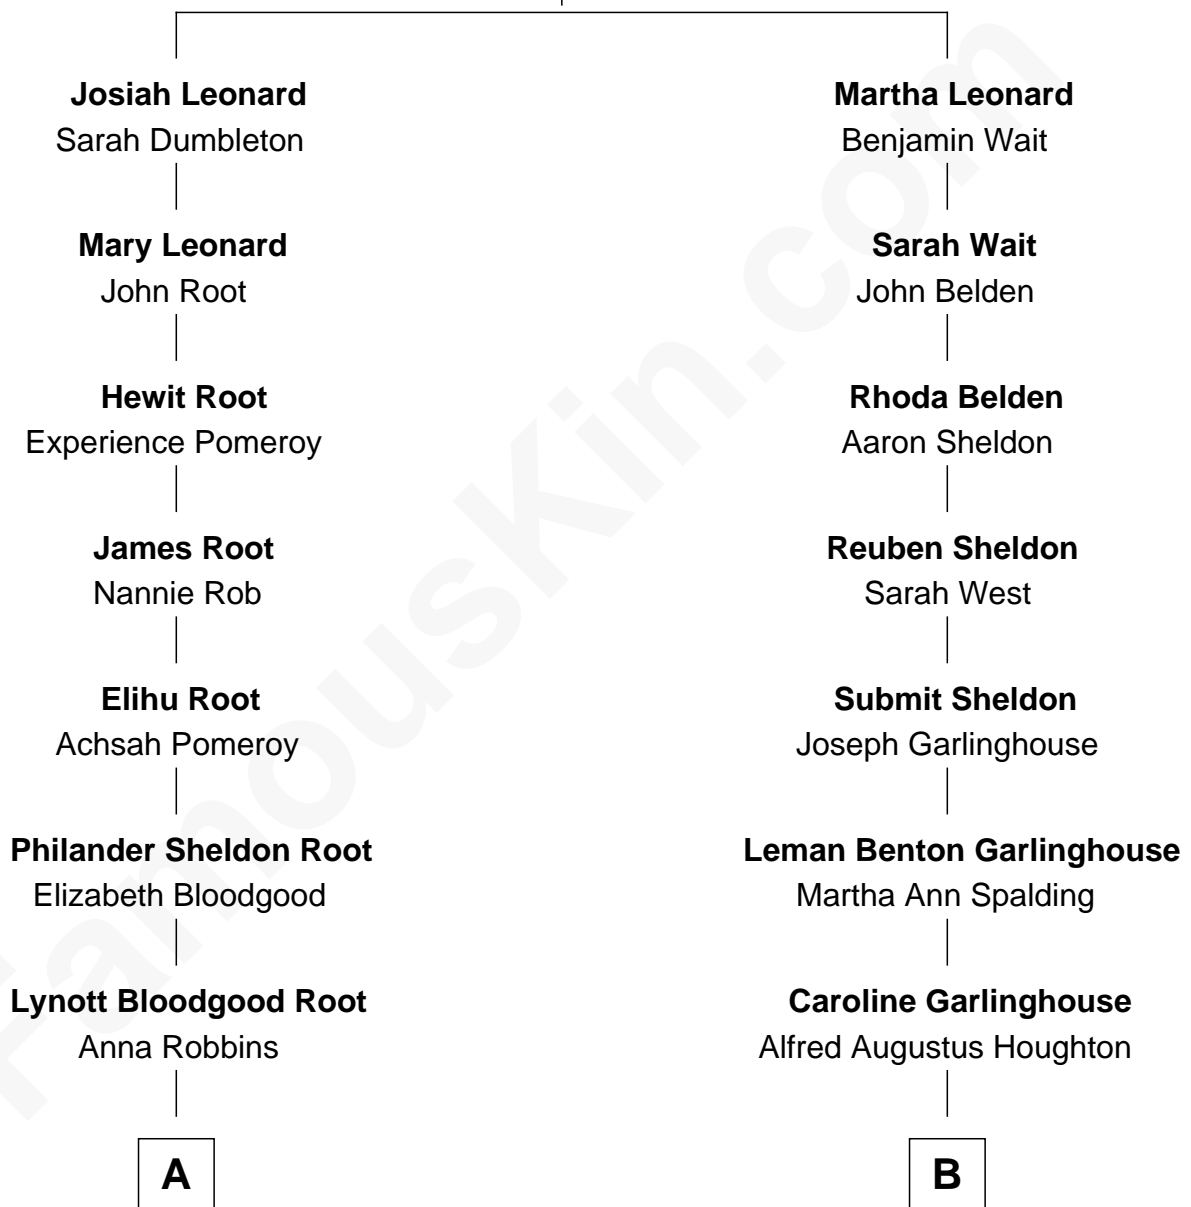 Josiah Leonard
Sarah Dumbleton
Mary Leonard
John Root
Hewit Root
Experience Pomeroy
James Root
Nannie Rob
Elihu Root
Achsah Pomeroy
Philander Sheldon Root
Elizabeth Bloodgood
Lynott Bloodgood Root
Anna Robbins
A
Martha Leonard
Benjamin Wait
Sarah Wait
John Belden
Rhoda Belden
Aaron Sheldon
Reuben Sheldon
Sarah West
Submit Sheldon
Joseph Garlinghouse
Leman Benton Garlinghouse
Martha Ann Spalding
Caroline Garlinghouse
Alfred Augustus Houghton
B
FamousKin.com